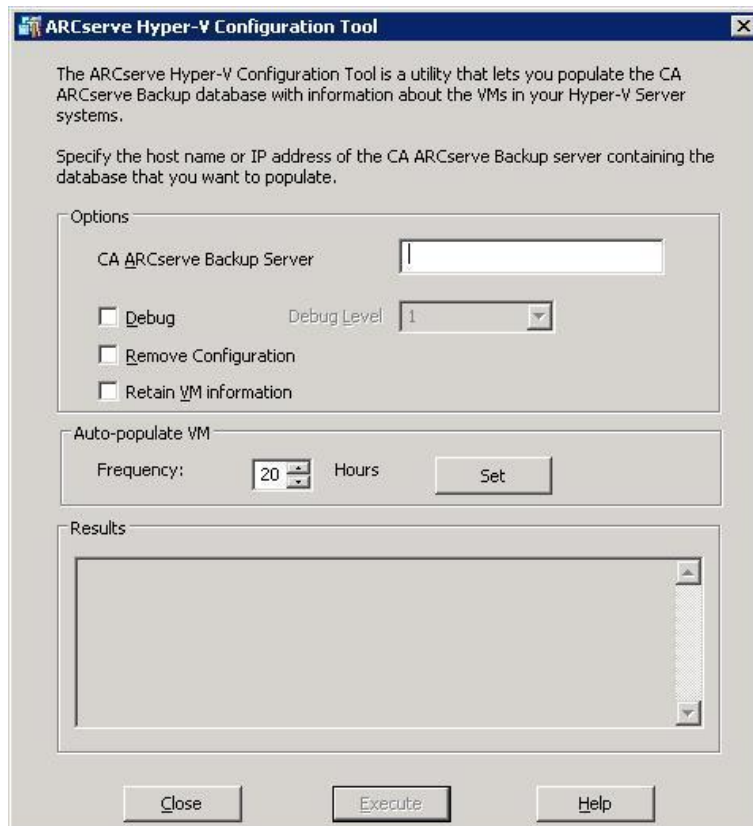 ARCserve Hyper-V Configuration Tool
The ARCserve Hyper-V Configuration Tool is a utility that lets you populate the CA
ARCserve Backup database with information about the VMs in your Hyper-V Server
systems.
Specify the host name or IP address of the CA ARCserve Backup server containing the
database that you want to populate.
Options
CA ARCserve Backup Server
Debug Debug Level 1
Remove Configuration
Retain VM information
Auto-populate VM
Frequency: 20 Hours Set
Results
Close Execute Help